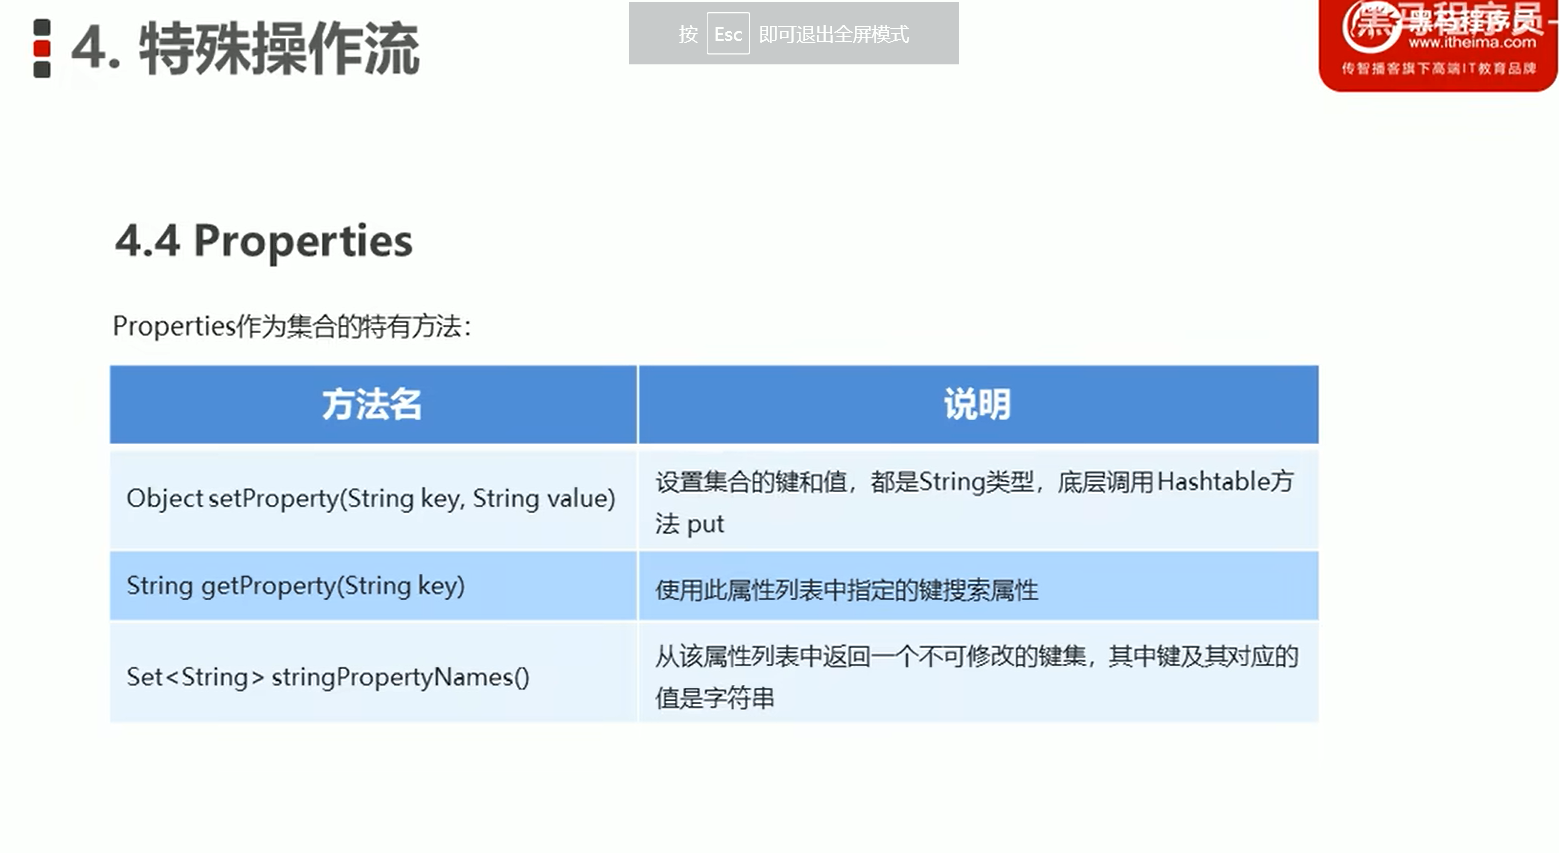 4. 特殊操作流
按 Esc 即可退出全屏模式
黑马程序员-
www.itheima.com
传智播客旗下高端IT教育品牌
4.4 Properties
Properties作为集合的特有方法：
方法名 说明
Object setProperty(String key, String value) 设置集合的键和值，都是String类型，底层调用Hashtable方
法 put
String getProperty(String key) 使用此属性列表中指定的键搜索属性
Set<String> stringPropertyNames() 从该属性列表中返回一个不可修改的键集，其中键及其对应的
值是字符串